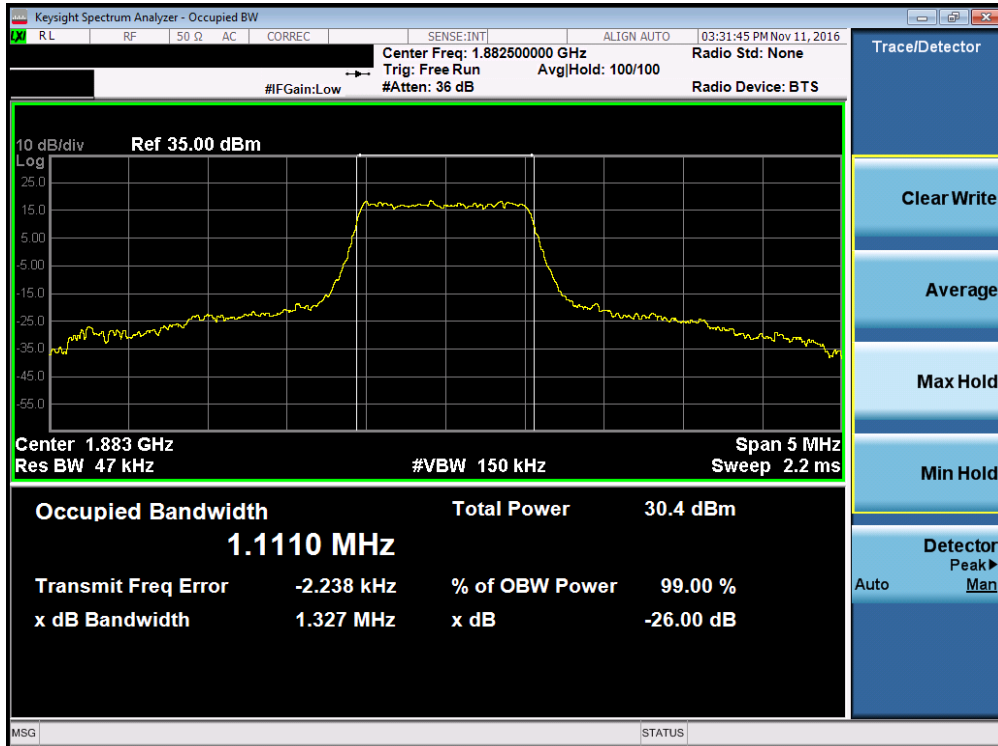 Keysight Spectrum Analyzer - Occupied BW
LXI RL RF 50 Ω AC CORREC SENSE:INT ALIGN AUTO 03:31:45 PM Nov 11, 2016
Center Freq: 1.882500000 GHz Radio Std: None
Trig: Free Run Avg|Hold: 100/100
#IFGain:Low #Atten: 36 dB Radio Device: BTS
Trace/Detector
10 dB/div Ref 35.00 dBm
Log
25.0
15.0
5.00
-5.00
-15.0
-25.0
-35.0
-45.0
-55.0
Center 1.883 GHz Span 5 MHz
Res BW 47 kHz #VBW 150 kHz Sweep 2.2 ms
Occupied Bandwidth Total Power 30.4 dBm
1.1110 MHz
Transmit Freq Error -2.238 kHz % of OBW Power 99.00 %
x dB Bandwidth 1.327 MHz x dB -26.00 dB
Clear Write
Average
Max Hold
Min Hold
Detector
Peak▶
Auto Man
MSG STATUS